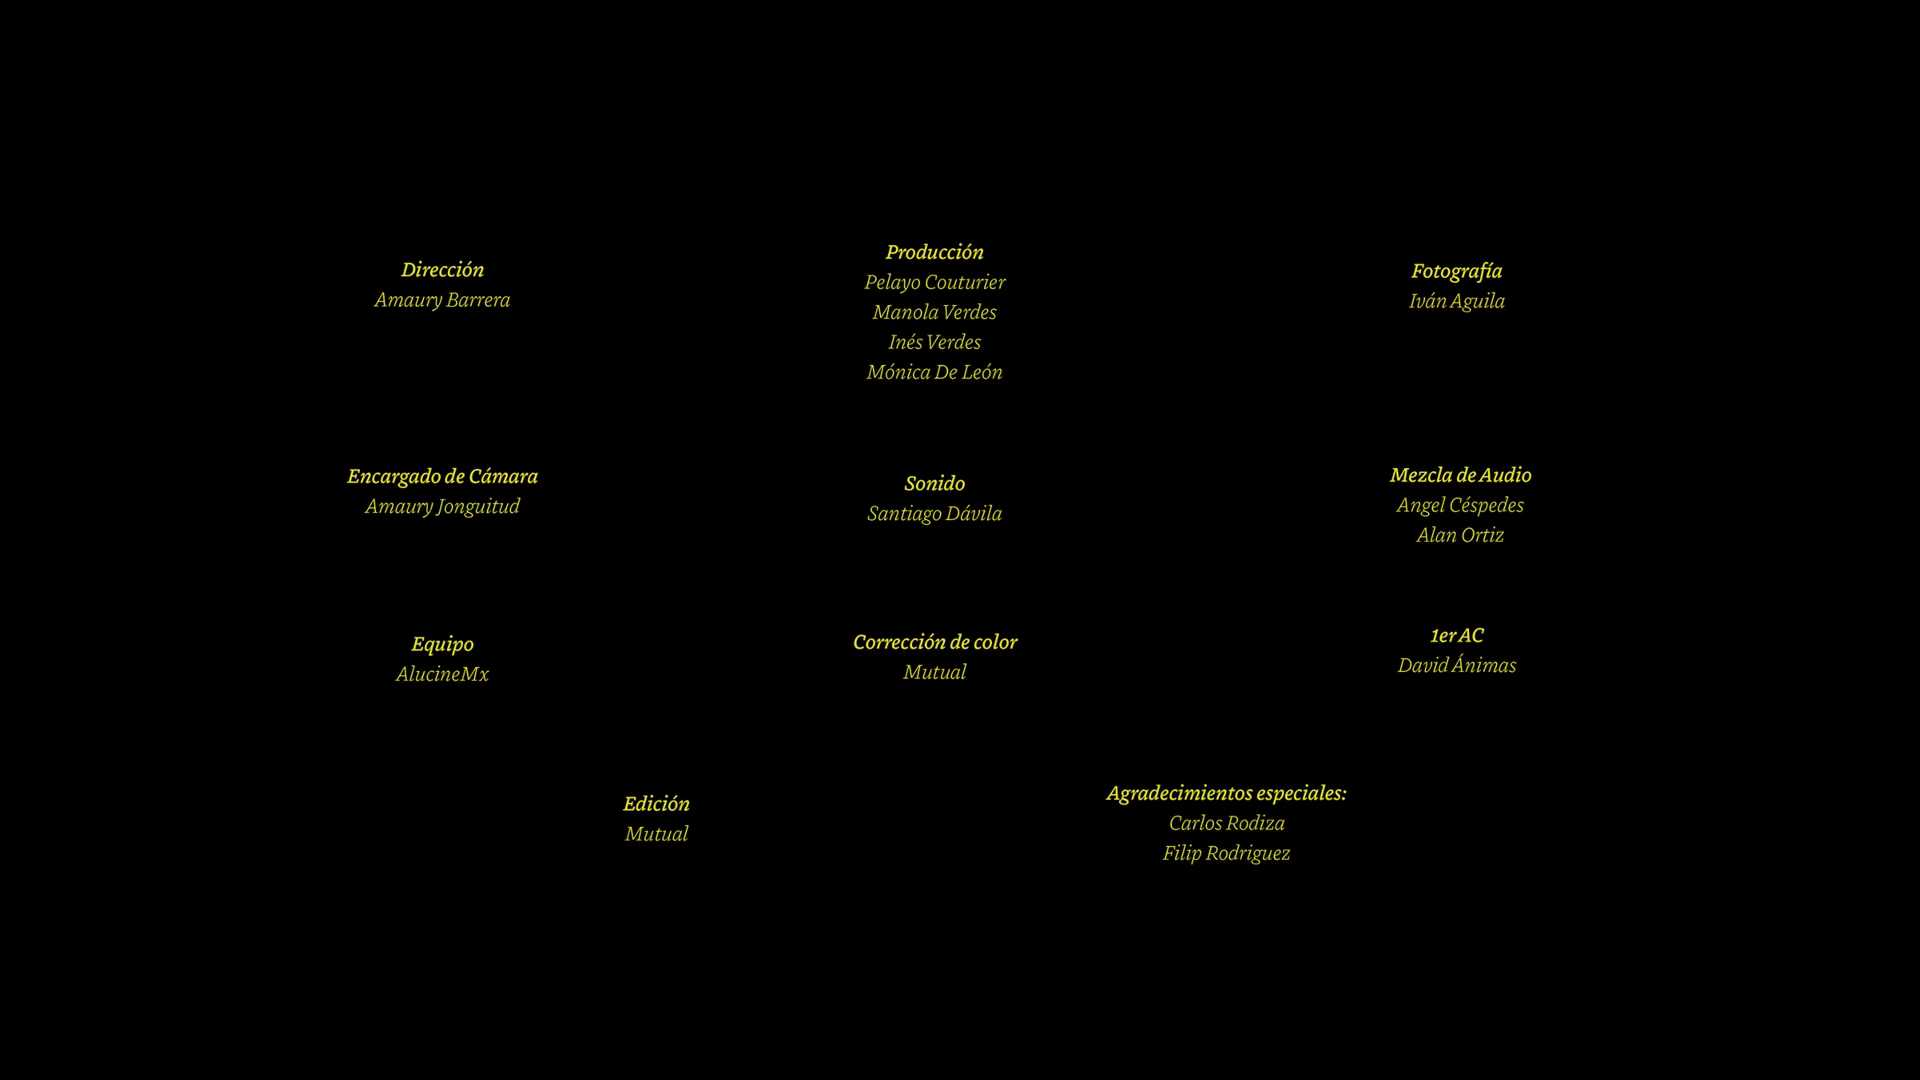 Dirección
Amaury Barrera
Producción
Pelayo Couturier
Manola Verdes
Inés Verdes
Mónica De León
Fotografía
Iván Aguila
Encargado de Cámara
Amaury Jonguitud
Sonido
Santiago Dávila
Mezcla de Audio
Angel Céspedes
Alan Ortiz
Equipo
AlucineMx
Corrección de color
Mutual
1er AC
David Ánimas
Edición
Mutual
Agradecimientos especiales:
Carlos Rodiza
Filip Rodriguez